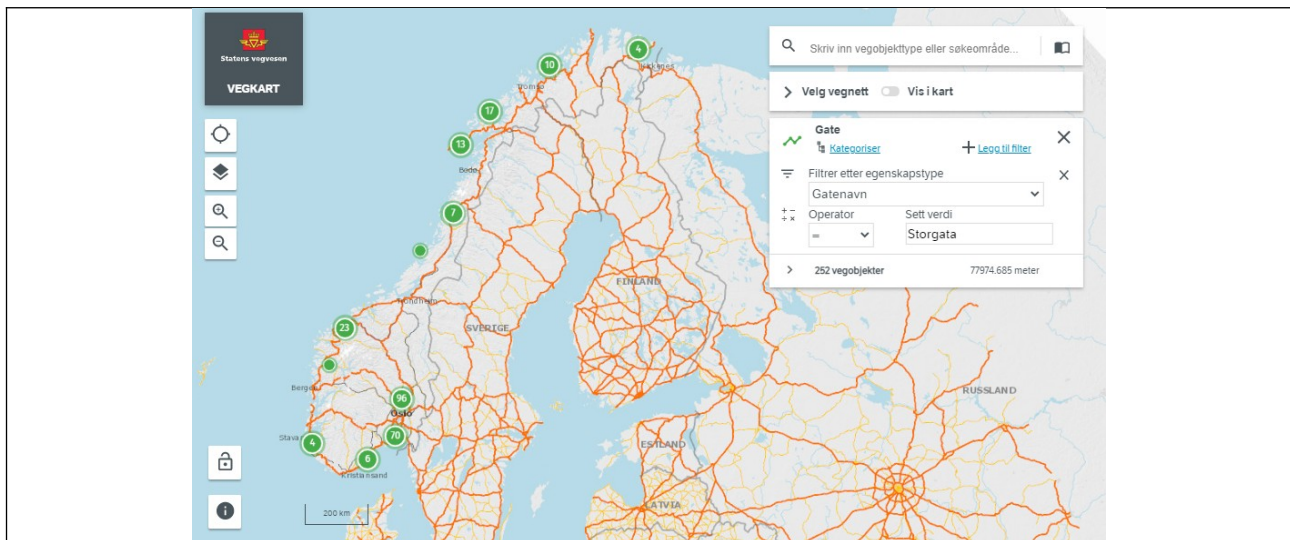 Statens vegvesen
VEGKART
Skriv inn vegobjekttype eller søkeområde...
Velg vegnett Vis i kart
Gate
Kategoriser Legg til filter
Filtrer etter egenskapstype
Gatenavn
Operator Sett verdi
= Storgata
252 vegobjekter 77974.685 meter
4
10
Tromsø
17
13
Bodø
7
Trondheim
FINLAND
SVERIGE
23
Bergen
96
Oslo
RUSSLAND
70
4
Stava
6
Kristiansand
ESTLAND
LATVIA
200 km